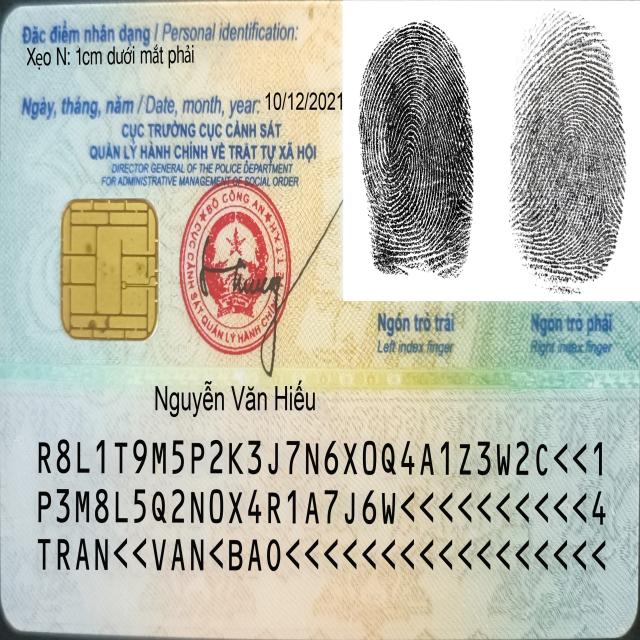 Đặc điểm nhân dạng / Personal identification:
Xẹo N: 1cm dưới mắt phải
Ngày, tháng, năm / Date, month, year: 10/12/2021
CỤC TRƯỞNG CỤC CẢNH SÁT
QUẢN LÝ HÀNH CHÍNH VỀ TRẬT TỰ XÃ HỘI
DIRECTOR GENERAL OF THE POLICE DEPARTMENT
FOR ADMINISTRATIVE MANAGEMENT OF SOCIAL ORDER
BỘ CÔNG AN
CỤC CẢNH SÁT QUẢN LÝ HÀNH CHÍNH
Ngón trỏ trái
Left index finger
Ngón trỏ phải
Right index finger
Nguyễn Văn Hiếu
R8L1T9M5P2K3J7N6X0Q4A1Z3W2C<<1
P3M8L5Q2N0X4R1A7J6W<<<<<<<<<<4
TRAN<<VAN<BAO<<<<<<<<<<<<<<<<<